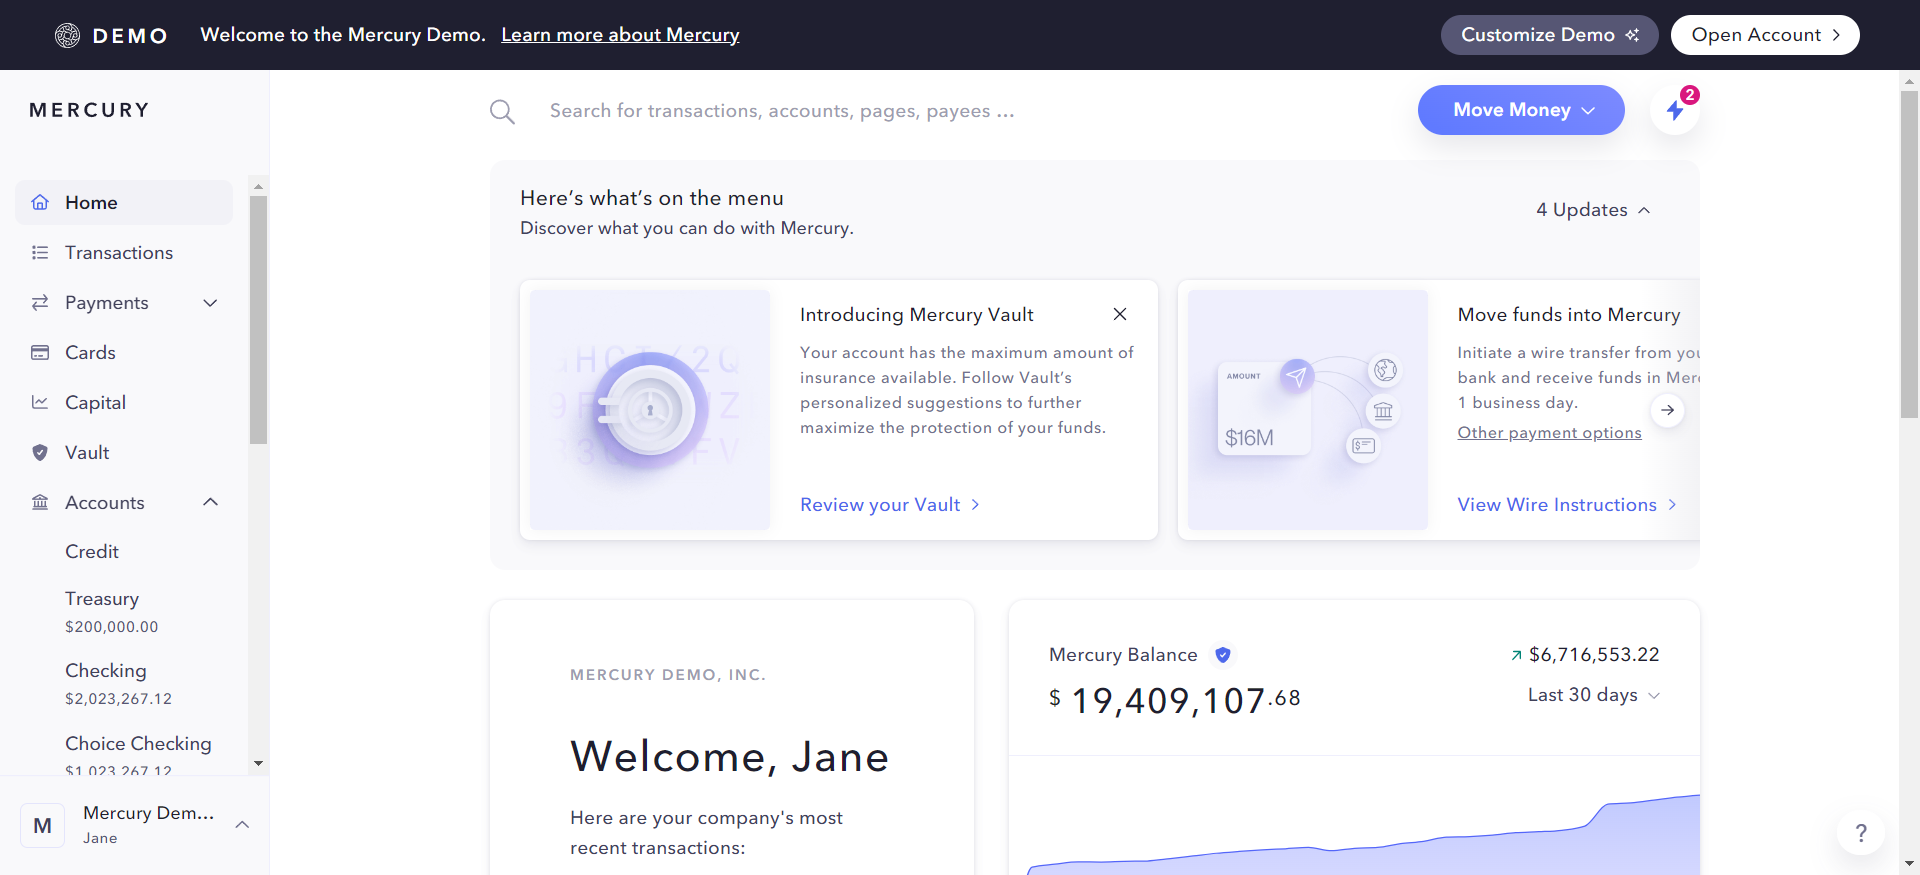 DEMO
Welcome to the Mercury Demo. Learn more about Mercury
Customize Demo
Open Account
MERCURY
Search for transactions, accounts, pages, payees ...
Move Money
2
Home
Transactions
Payments
Cards
Capital
Vault
Accounts
Credit
Treasury
$200,000.00
Checking
$2,023,267.12
Choice Checking
$1,023,267.12
M
Mercury Dem...
Jane
Here's what's on the menu
Discover what you can do with Mercury.
4 Updates
Introducing Mercury Vault
Your account has the maximum amount of
insurance available. Follow Vault's
personalized suggestions to further
maximize the protection of your funds.
Review your Vault
AMOUNT
$16M
Move funds into Mercury
Initiate a wire transfer from you
bank and receive funds in Mer
1 business day.
Other payment options
View Wire Instructions
MERCURY DEMO, INC.
Welcome, Jane
Here are your company's most
recent transactions:
Mercury Balance
$ 19,409,107.68
$6,716,553.22
Last 30 days
?